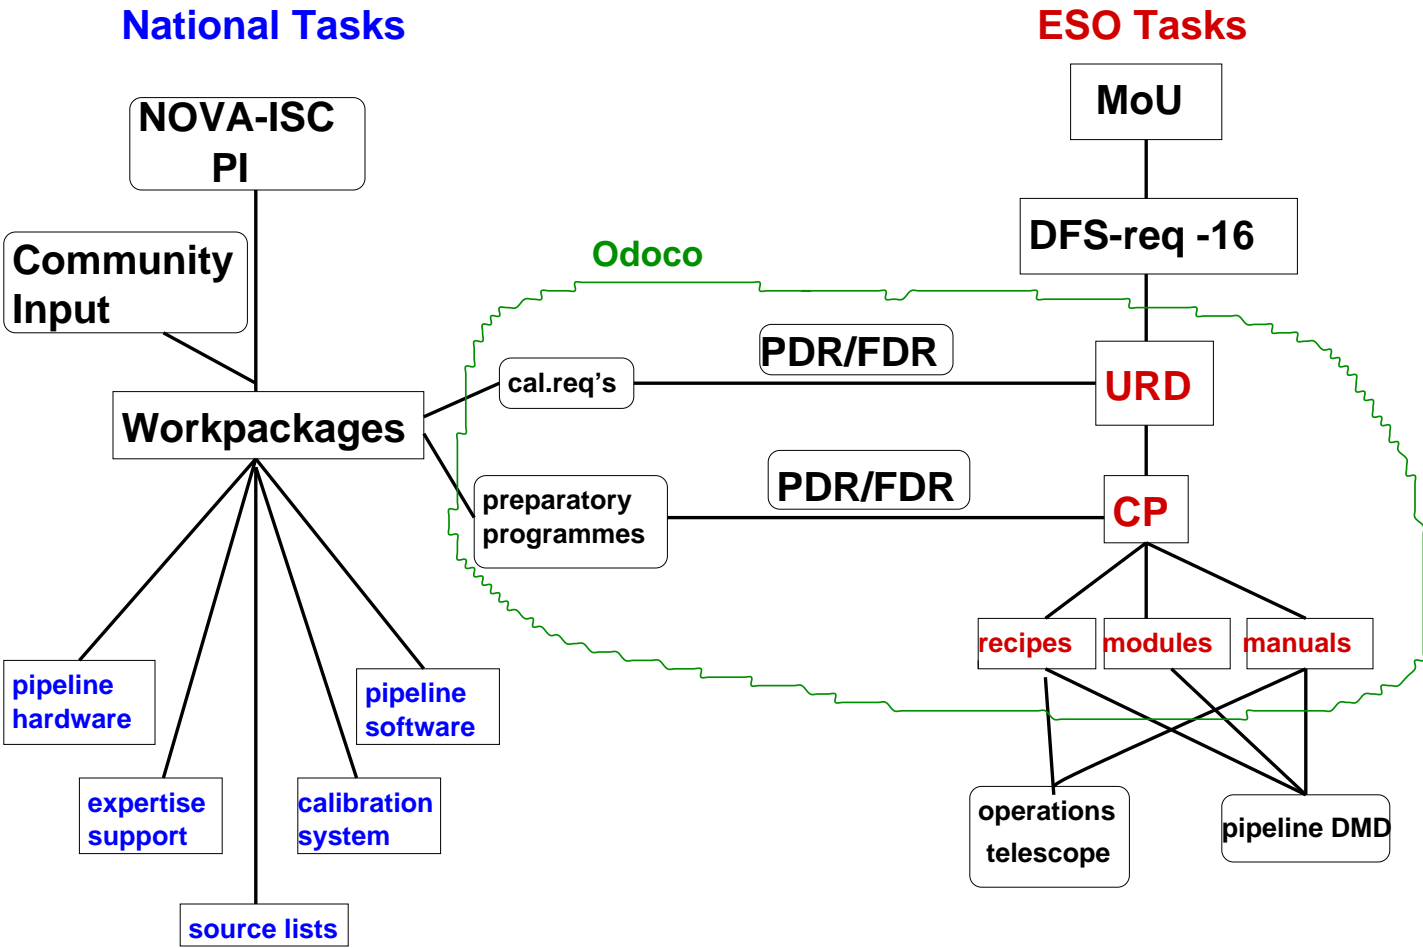 National Tasks
ESO Tasks
NOVA-ISC
PI
MoU
Community
Input
DFS-req -16
Odoco
PDR/FDR
cal.req's
URD
Workpackages
PDR/FDR
preparatory
programmes
CP
recipes
modules
manuals
pipeline
hardware
pipeline
software
expertise
support
calibration
system
operations
telescope
pipeline DMD
source lists